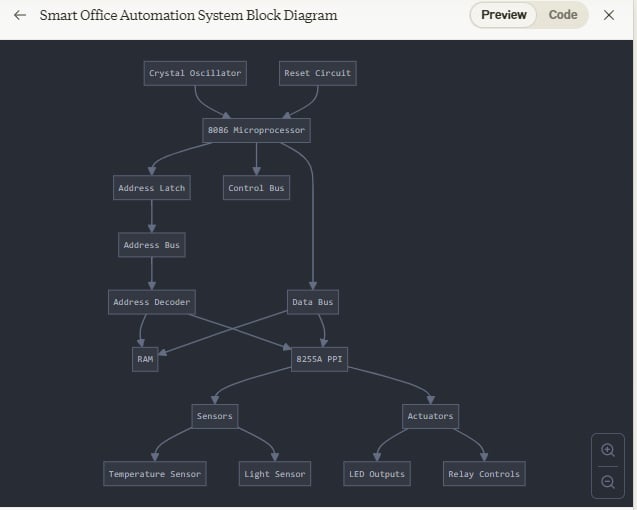 Smart Office Automation System Block Diagram
Preview
Code
Crystal Oscillator
Reset Circuit
8086 Microprocessor
Address Latch
Control Bus
Address Bus
Address Decoder
Data Bus
RAM
8255A PPI
Sensors
Actuators
Temperature Sensor
Light Sensor
LED Outputs
Relay Controls